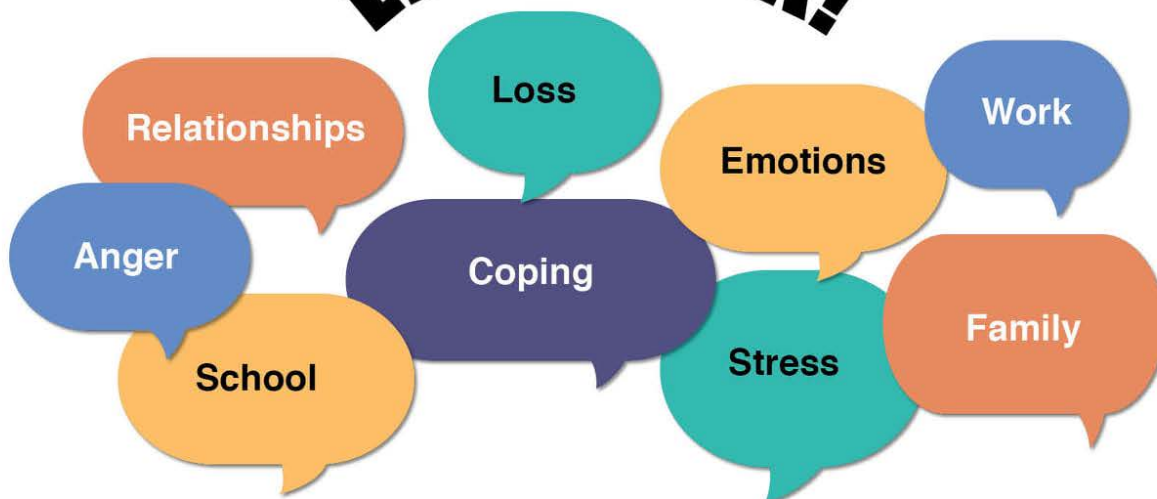 Loss
Work
Relationships
Emotions
Anger
Coping
Family
Stress
School